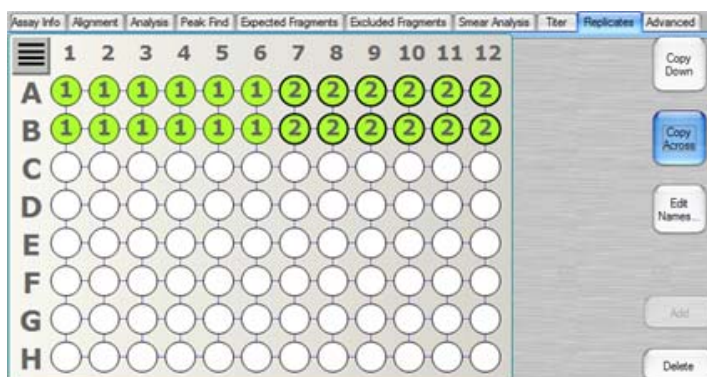 Assay Info Alignment Analysis Peak Find Expected Fragments Excluded Fragments Smear Analysis Titer Replicates Advanced
1 2 3 4 5 6 7 8 9 10 11 12
A 1 1 1 1 1 1 2 2 2 2 2 2
B 1 1 1 1 1 1 2 2 2 2 2 2
C
D
E
F
G
H
Copy
Down
Copy
Across
Edit
Names...
Add
Delete